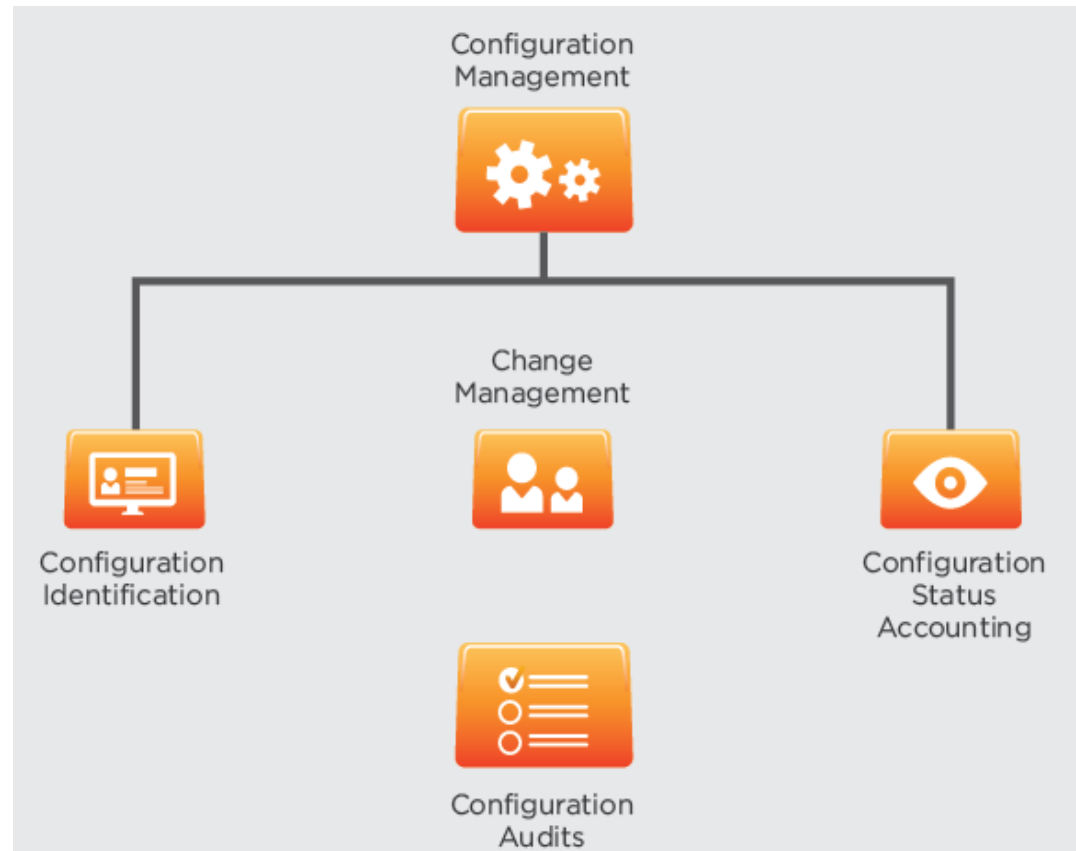 Configuration
Management
Change
Management
Configuration
Identification
Configuration
Status
Accounting
Configuration
Audits